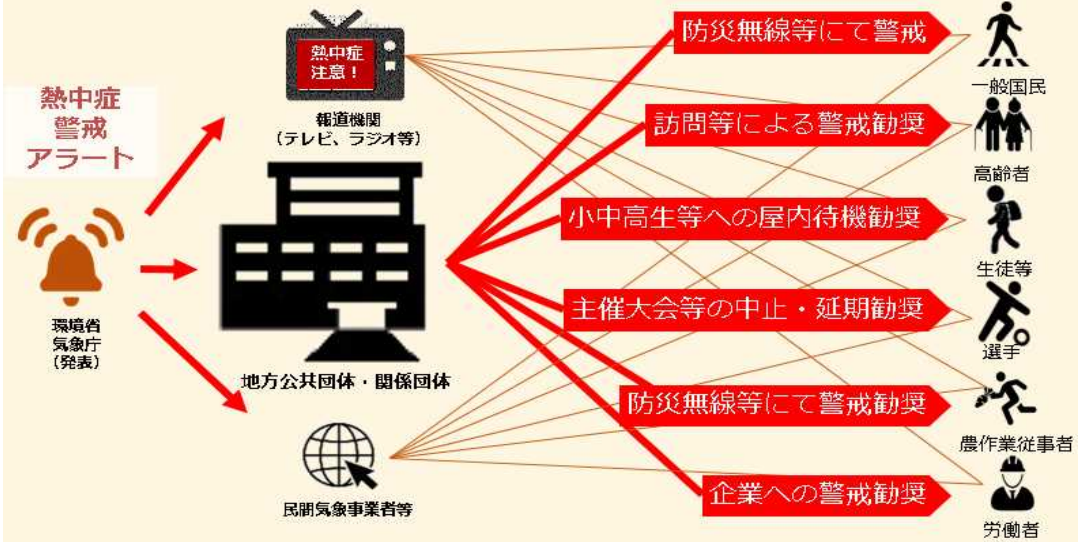 熱中症
警戒
アラート
環境省
気象庁
(発表)
熱中症
注意!
報道機関
(テレビ、ラジオ等)
地方公共団体・関係団体
民間気象事業者等
防災無線等にて警戒
訪問等による警戒勧奨
小中高生等への屋内待機勧奨
主催大会等の中止・延期勧奨
防災無線等にて警戒勧奨
企業への警戒勧奨
一般国民
高齢者
生徒等
選手
農作業従事者
労働者